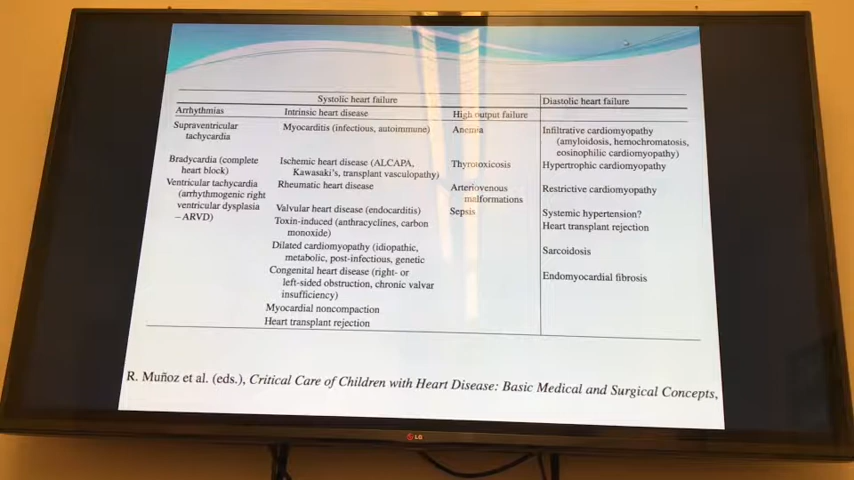 Systolic heart failure
Diastolic heart failure
Arrhythmias
Intrinsic heart disease
High output failure
Supraventricular
tachycardia
Bradycardia (complete
heart block)
Ventricular tachycardia
(arrhythmogenic right
ventricular dysplasia
– ARVD)
Myocarditis (infectious, autoimmune)
Ischemic heart disease (ALCAPA,
Kawasaki's, transplant vasculopathy)
Rheumatic heart disease
Valvular heart disease (endocarditis)
Toxin-induced (anthracyclines, carbon
monoxide)
Dilated cardiomyopathy (idiopathic,
metabolic, post-infectious, genetic
Congenital heart disease (right- or
left-sided obstruction, chronic valvar
insufficiency)
Myocardial noncompaction
Heart transplant rejection
Anemia
Thyrotoxicosis
Arteriovenous
malformations
Sepsis
Infiltrative cardiomyopathy
(amyloidosis, hemochromatosis,
eosinophilic cardiomyopathy)
Hypertrophic cardiomyopathy
Restrictive cardiomyopathy
Systemic hypertension?
Heart transplant rejection
Sarcoidosis
Endomyocardial fibrosis
R. Muñoz et al. (eds.), Critical Care of Children with Heart Disease: Basic Medical and Surgical Concepts,
LG